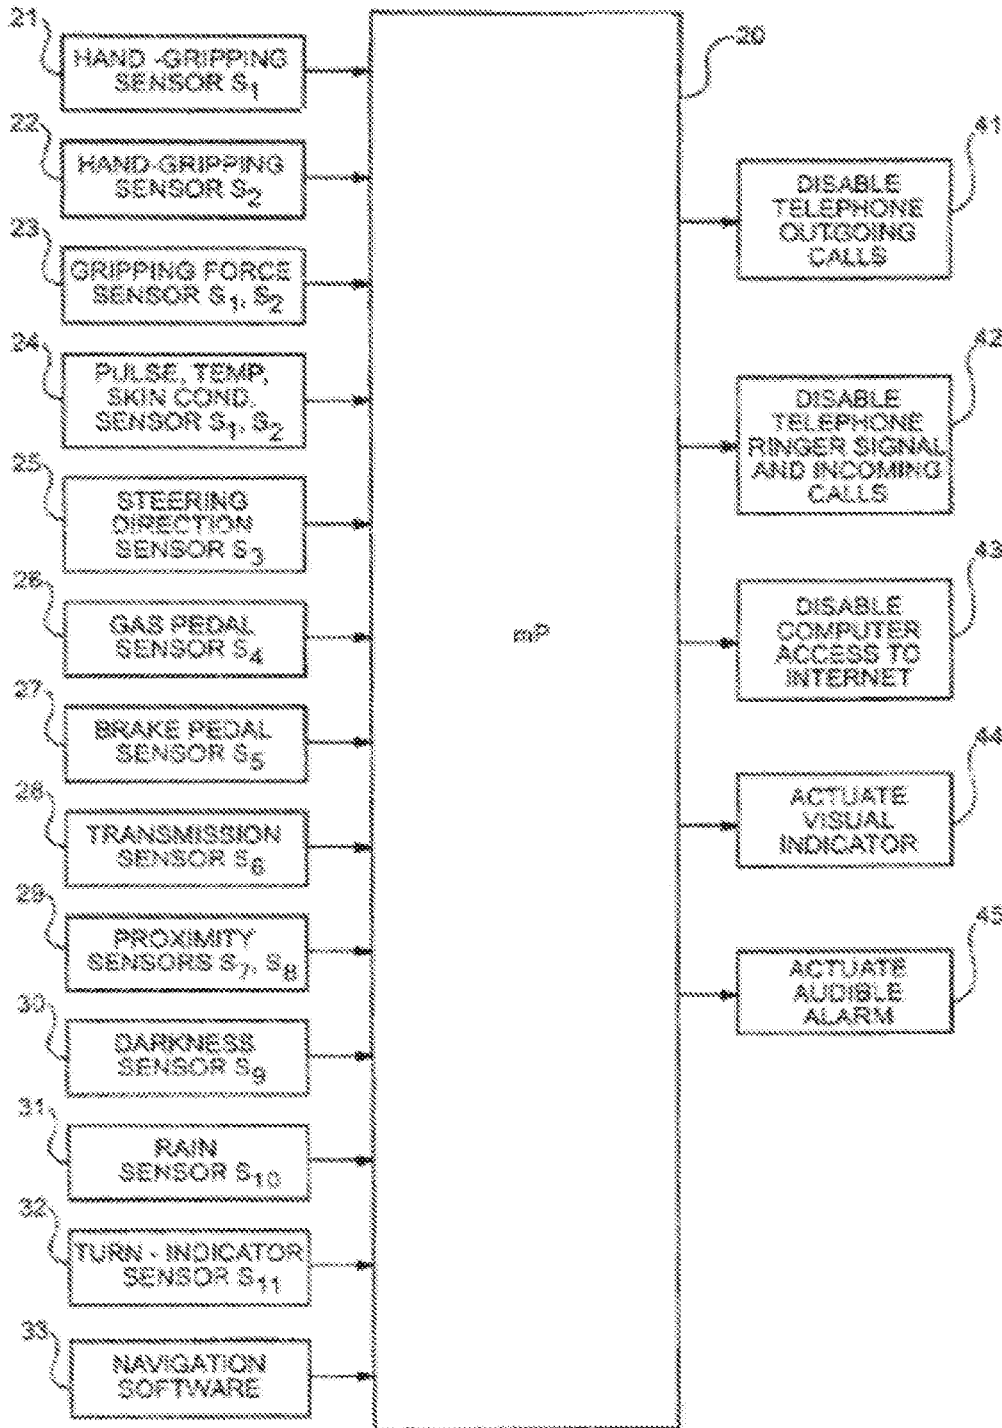 21
HAND -GRIPPING
SENSOR S1
22
HAND-GRIPPING
SENSOR S2
23
GRIPPING FORCE
SENSOR S1, S2
24
PULSE, TEMP,
SKIN COND.
SENSOR S1, S2
25
STEERING
DIRECTION
SENSOR S3
26
GAS PEDAL
SENSOR S4
27
BRAKE PEDAL
SENSOR S5
28
TRANSMISSION
SENSOR S6
29
PROXIMITY
SENSORS S7, S8
30
DARKNESS
SENSOR S9
31
RAIN
SENSOR S10
32
TURN - INDICATOR
SENSOR S11
33
NAVIGATION
SOFTWARE
20
mP
41
DISABLE
TELEPHONE
OUTGOING
CALLS
42
DISABLE
TELEPHONE
RINGER SIGNAL
AND INCOMING
CALLS
43
DISABLE
COMPUTER
ACCESS TO
INTERNET
44
ACTUATE
VISUAL
INDICATOR
45
ACTUATE
AUDIBLE
ALARM